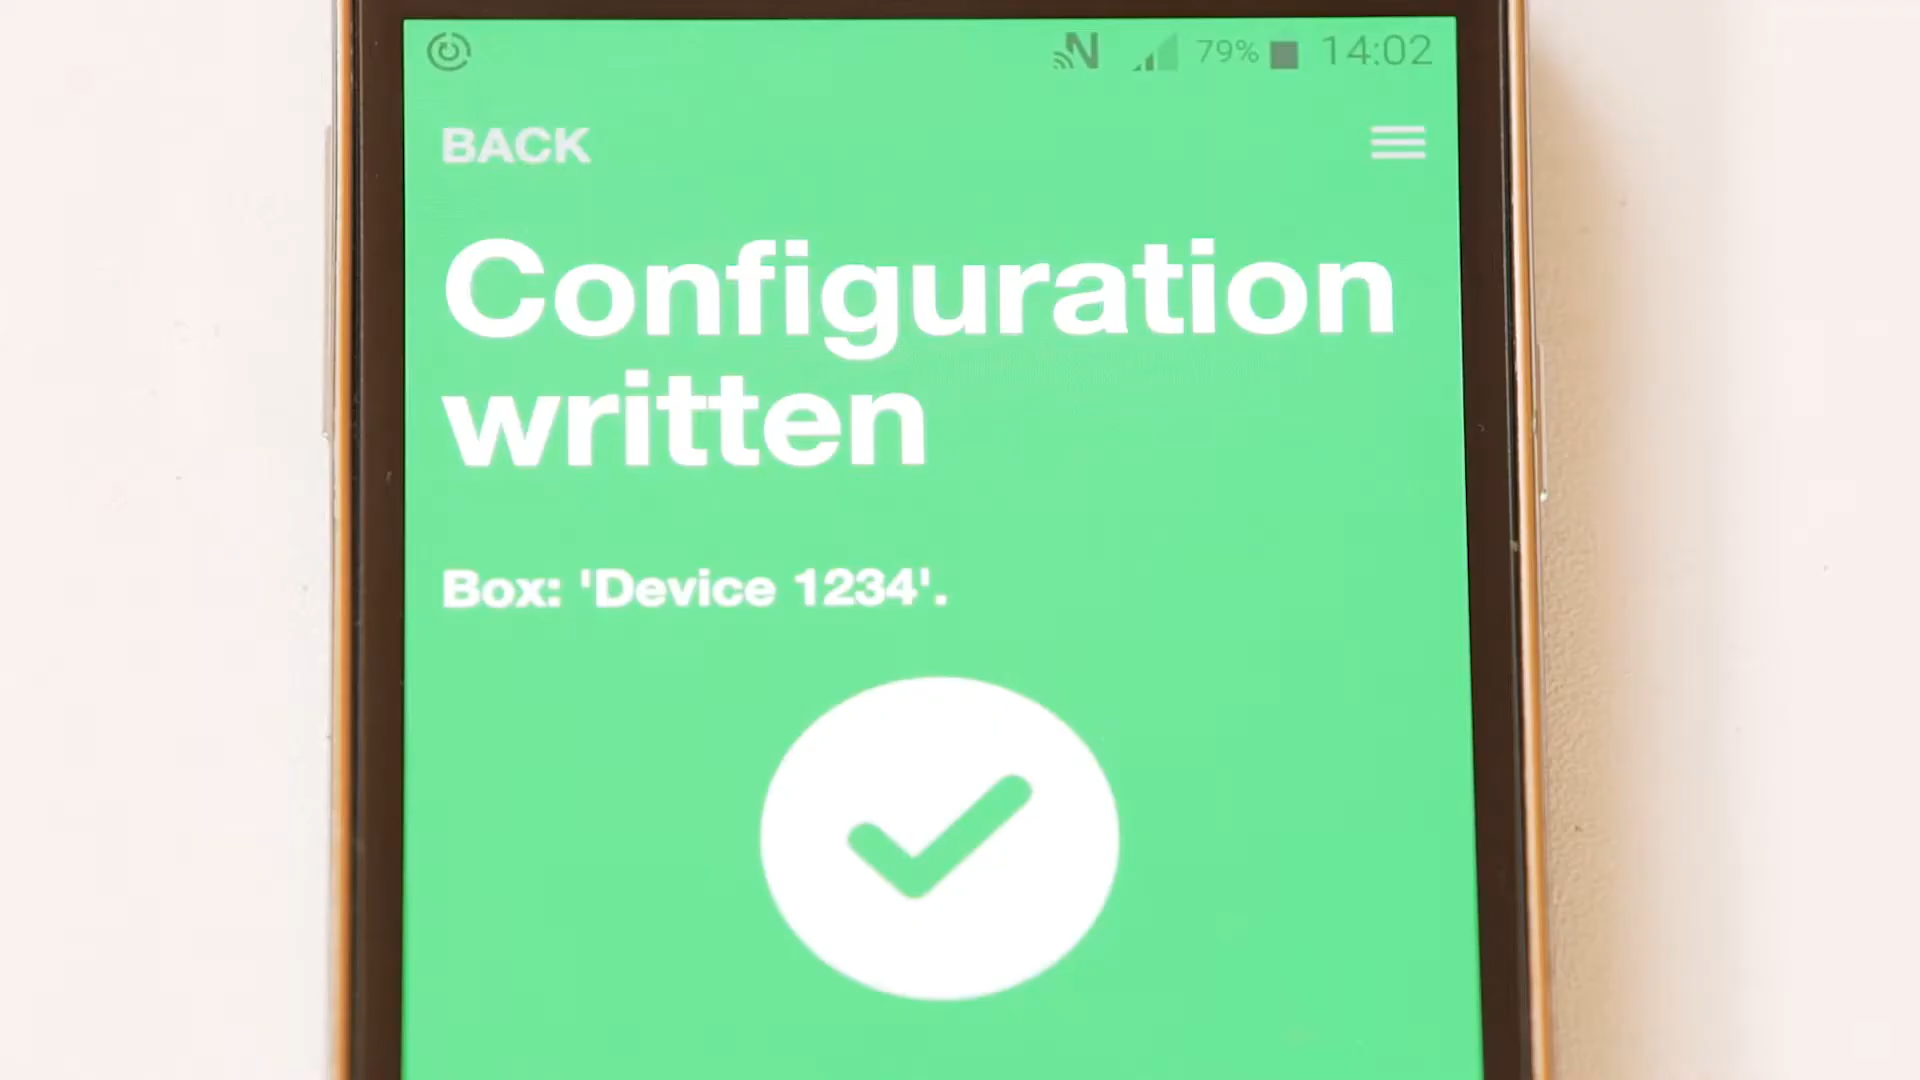 N 79% 14:02
BACK
Configuration
written
Box: 'Device 1234'.